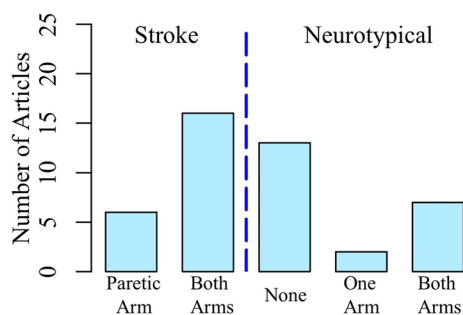 Stroke
Neurotypical
Number of Articles
25
20
15
10
5
0
Paretic
Arm
Both
Arms
None
One
Arm
Both
Arms